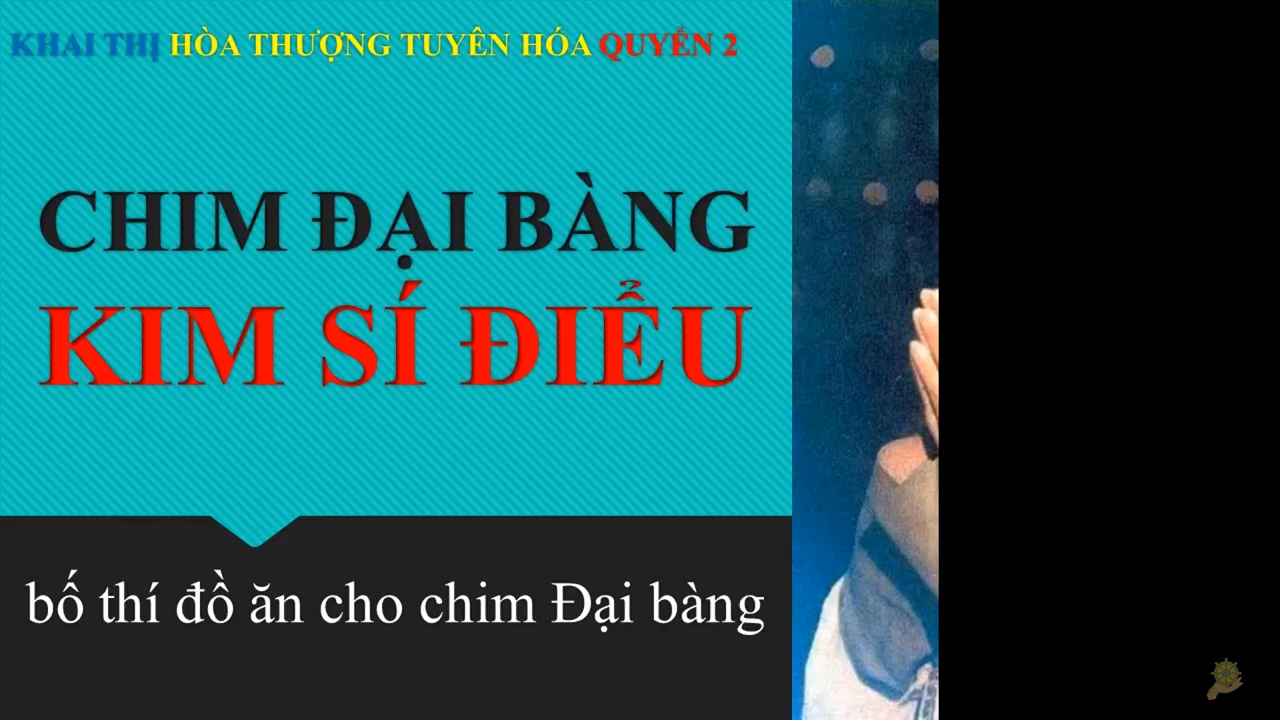 KHAI THỊ HÒA THƯỢNG TUYÊN HÓA QUYỂN 2
CHIM ĐẠI BÀNG
KIM SÍ ĐIỂU
bố thí đồ ăn cho chim Đại bàng